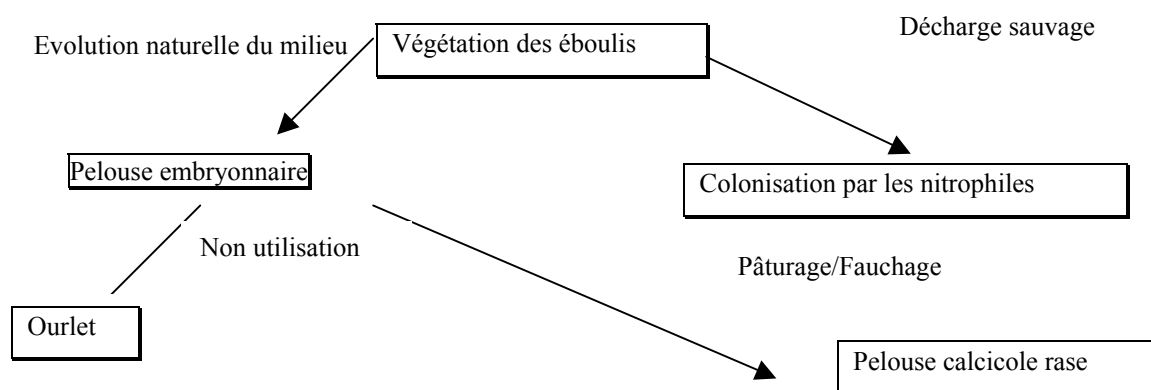 Décharge sauvage
Evolution naturelle du milieu
Végétation des éboulis
Pelouse embryonnaire
Colonisation par les nitrophiles
Non utilisation
Pâturage/Fauchage
Ourlet
Pelouse calcicole rase